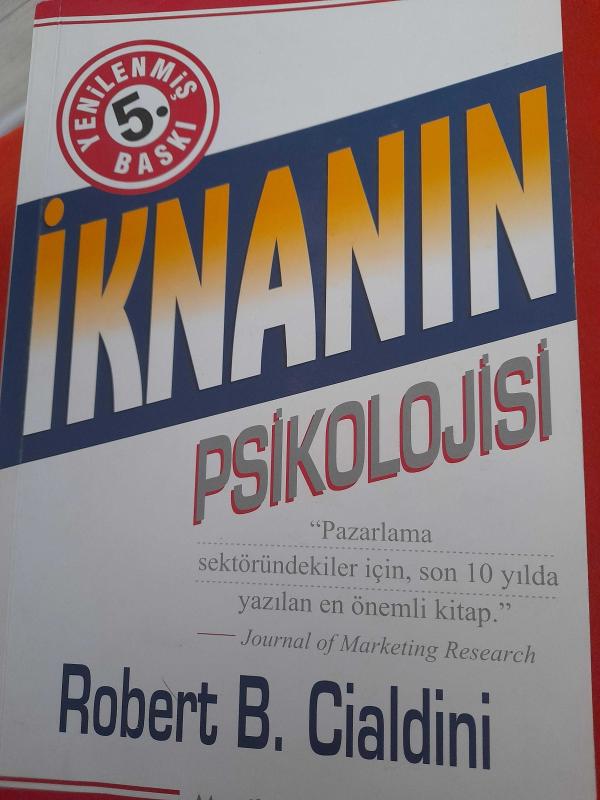 YENİLENMİŞ
5.
BASKI
İKNANIN
PSİKOLOJİSİ
“Pazarlama
sektöründekiler için, son 10 yılda
yazılan en önemli kitap.”
— Journal of Marketing Research
Robert B. Cialdini